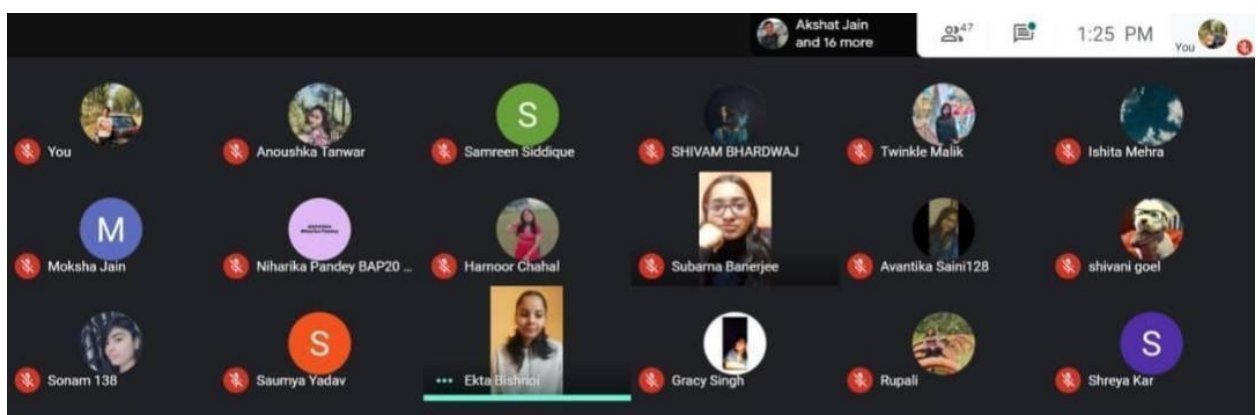 Akshat Jain
and 16 more
47
1:25 PM
You
S
You
Anoushka Tanwar
Samreen Siddique
SHIVAM BHARDWAJ
Twinkle Malik
Ishita Mehra
M
Moksha Jain
Niharika Pandey BAP20 ...
Harnoor Chahal
Subarna Banerjee
Avantika Saini128
shivani goel
S
S
Sonam 138
Saumya Yadav
Ekta Bishnoi
Gracy Singh
Rupali
Shreya Kar